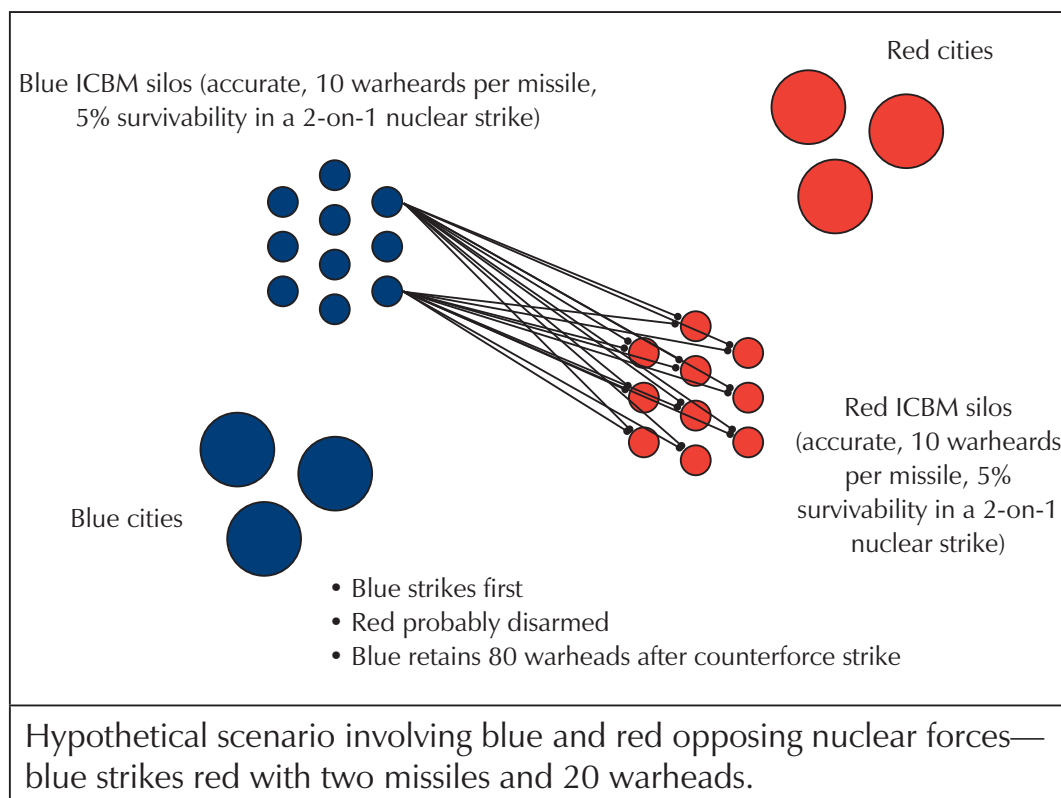 Red cities
Blue ICBM silos (accurate, 10 warheards per missile,
5% survivability in a 2-on-1 nuclear strike)
Red ICBM silos
(accurate, 10 warheards
per missile, 5%
survivability in a 2-on-1
nuclear strike)
Blue cities
• Blue strikes first
• Red probably disarmed
• Blue retains 80 warheads after counterforce strike
Hypothetical scenario involving blue and red opposing nuclear forces—
blue strikes red with two missiles and 20 warheads.